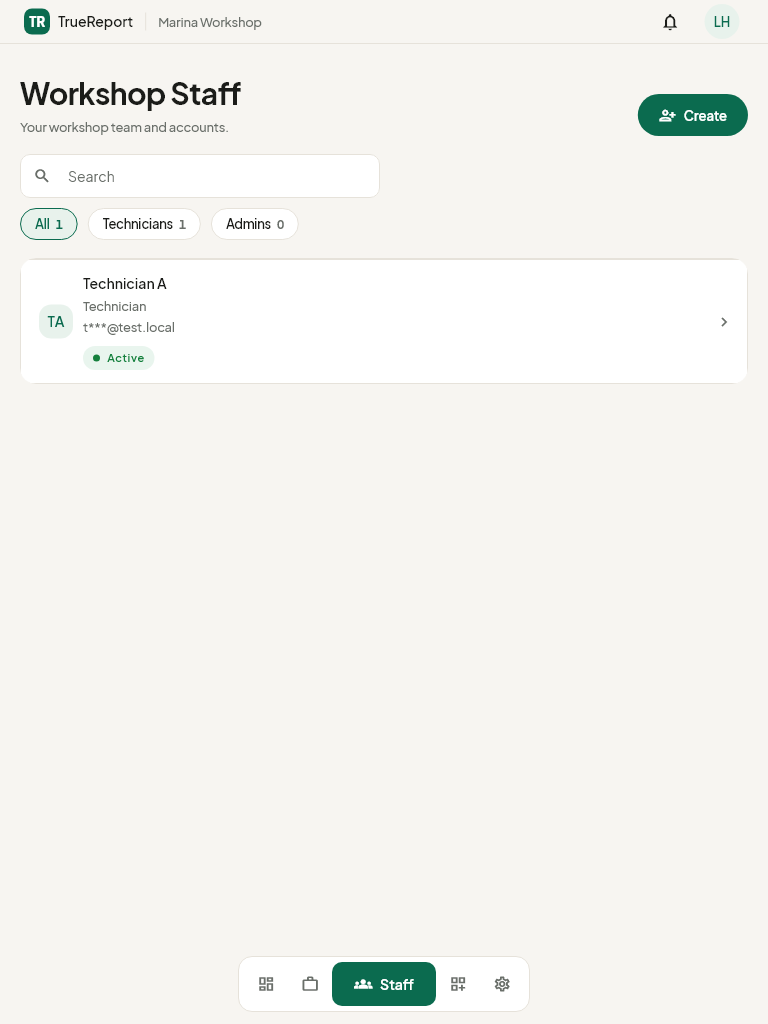 TR TrueReport Marina Workshop LH
Workshop Staff
Your workshop team and accounts.
Create
Search
All 1 Technicians 1 Admins 0
Technician A
TA
Technician
t***@test.local
Active
Staff